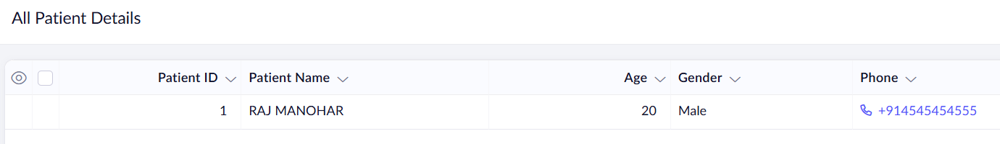 All Patient Details
Patient ID Patient Name Age Gender Phone
1 RAJ MANOHAR 20 Male +914545454555